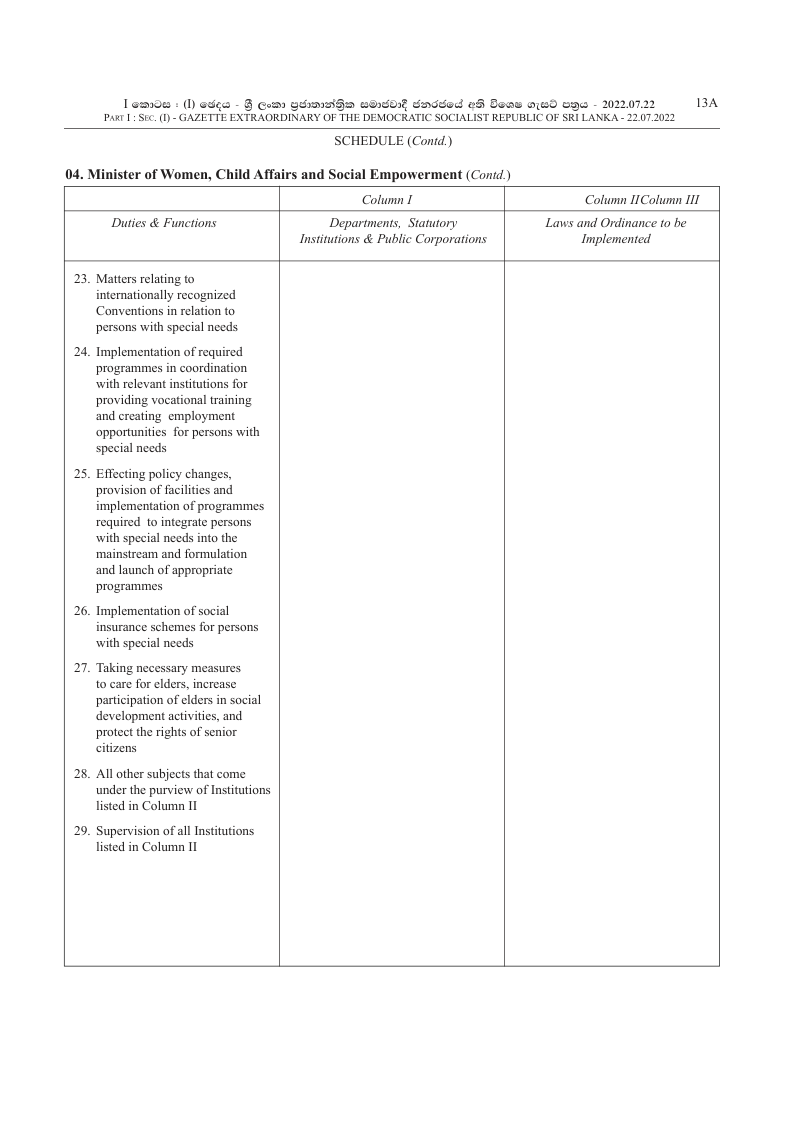 I කොටස : (I) ඡෙදය - ශ්‍රී ලංකා ප්‍රජාතාන්ත්‍රික සමාජවාදී ජනරජයේ අති විශෙෂ ගැසට් පත්‍රය - 2022.07.22 13A
PART I : SEC. (I) - GAZETTE EXTRAORDINARY OF THE DEMOCRATIC SOCIALIST REPUBLIC OF SRI LANKA - 22.07.2022
SCHEDULE (Contd.)
04. Minister of Women, Child Affairs and Social Empowerment (Contd.)
Column I Column IIColumn III
Duties & Functions
Departments, Statutory
Institutions & Public Corporations
Laws and Ordinance to be
Implemented
23. Matters relating to
internationally recognized
Conventions in relation to
persons with special needs
24. Implementation of required
programmes in coordination
with relevant institutions for
providing vocational training
and creating employment
opportunities for persons with
special needs
25. Effecting policy changes,
provision of facilities and
implementation of programmes
required to integrate persons
with special needs into the
mainstream and formulation
and launch of appropriate
programmes
26. Implementation of social
insurance schemes for persons
with special needs
27. Taking necessary measures
to care for elders, increase
participation of elders in social
development activities, and
protect the rights of senior
citizens
28. All other subjects that come
under the purview of Institutions
listed in Column II
29. Supervision of all Institutions
listed in Column II